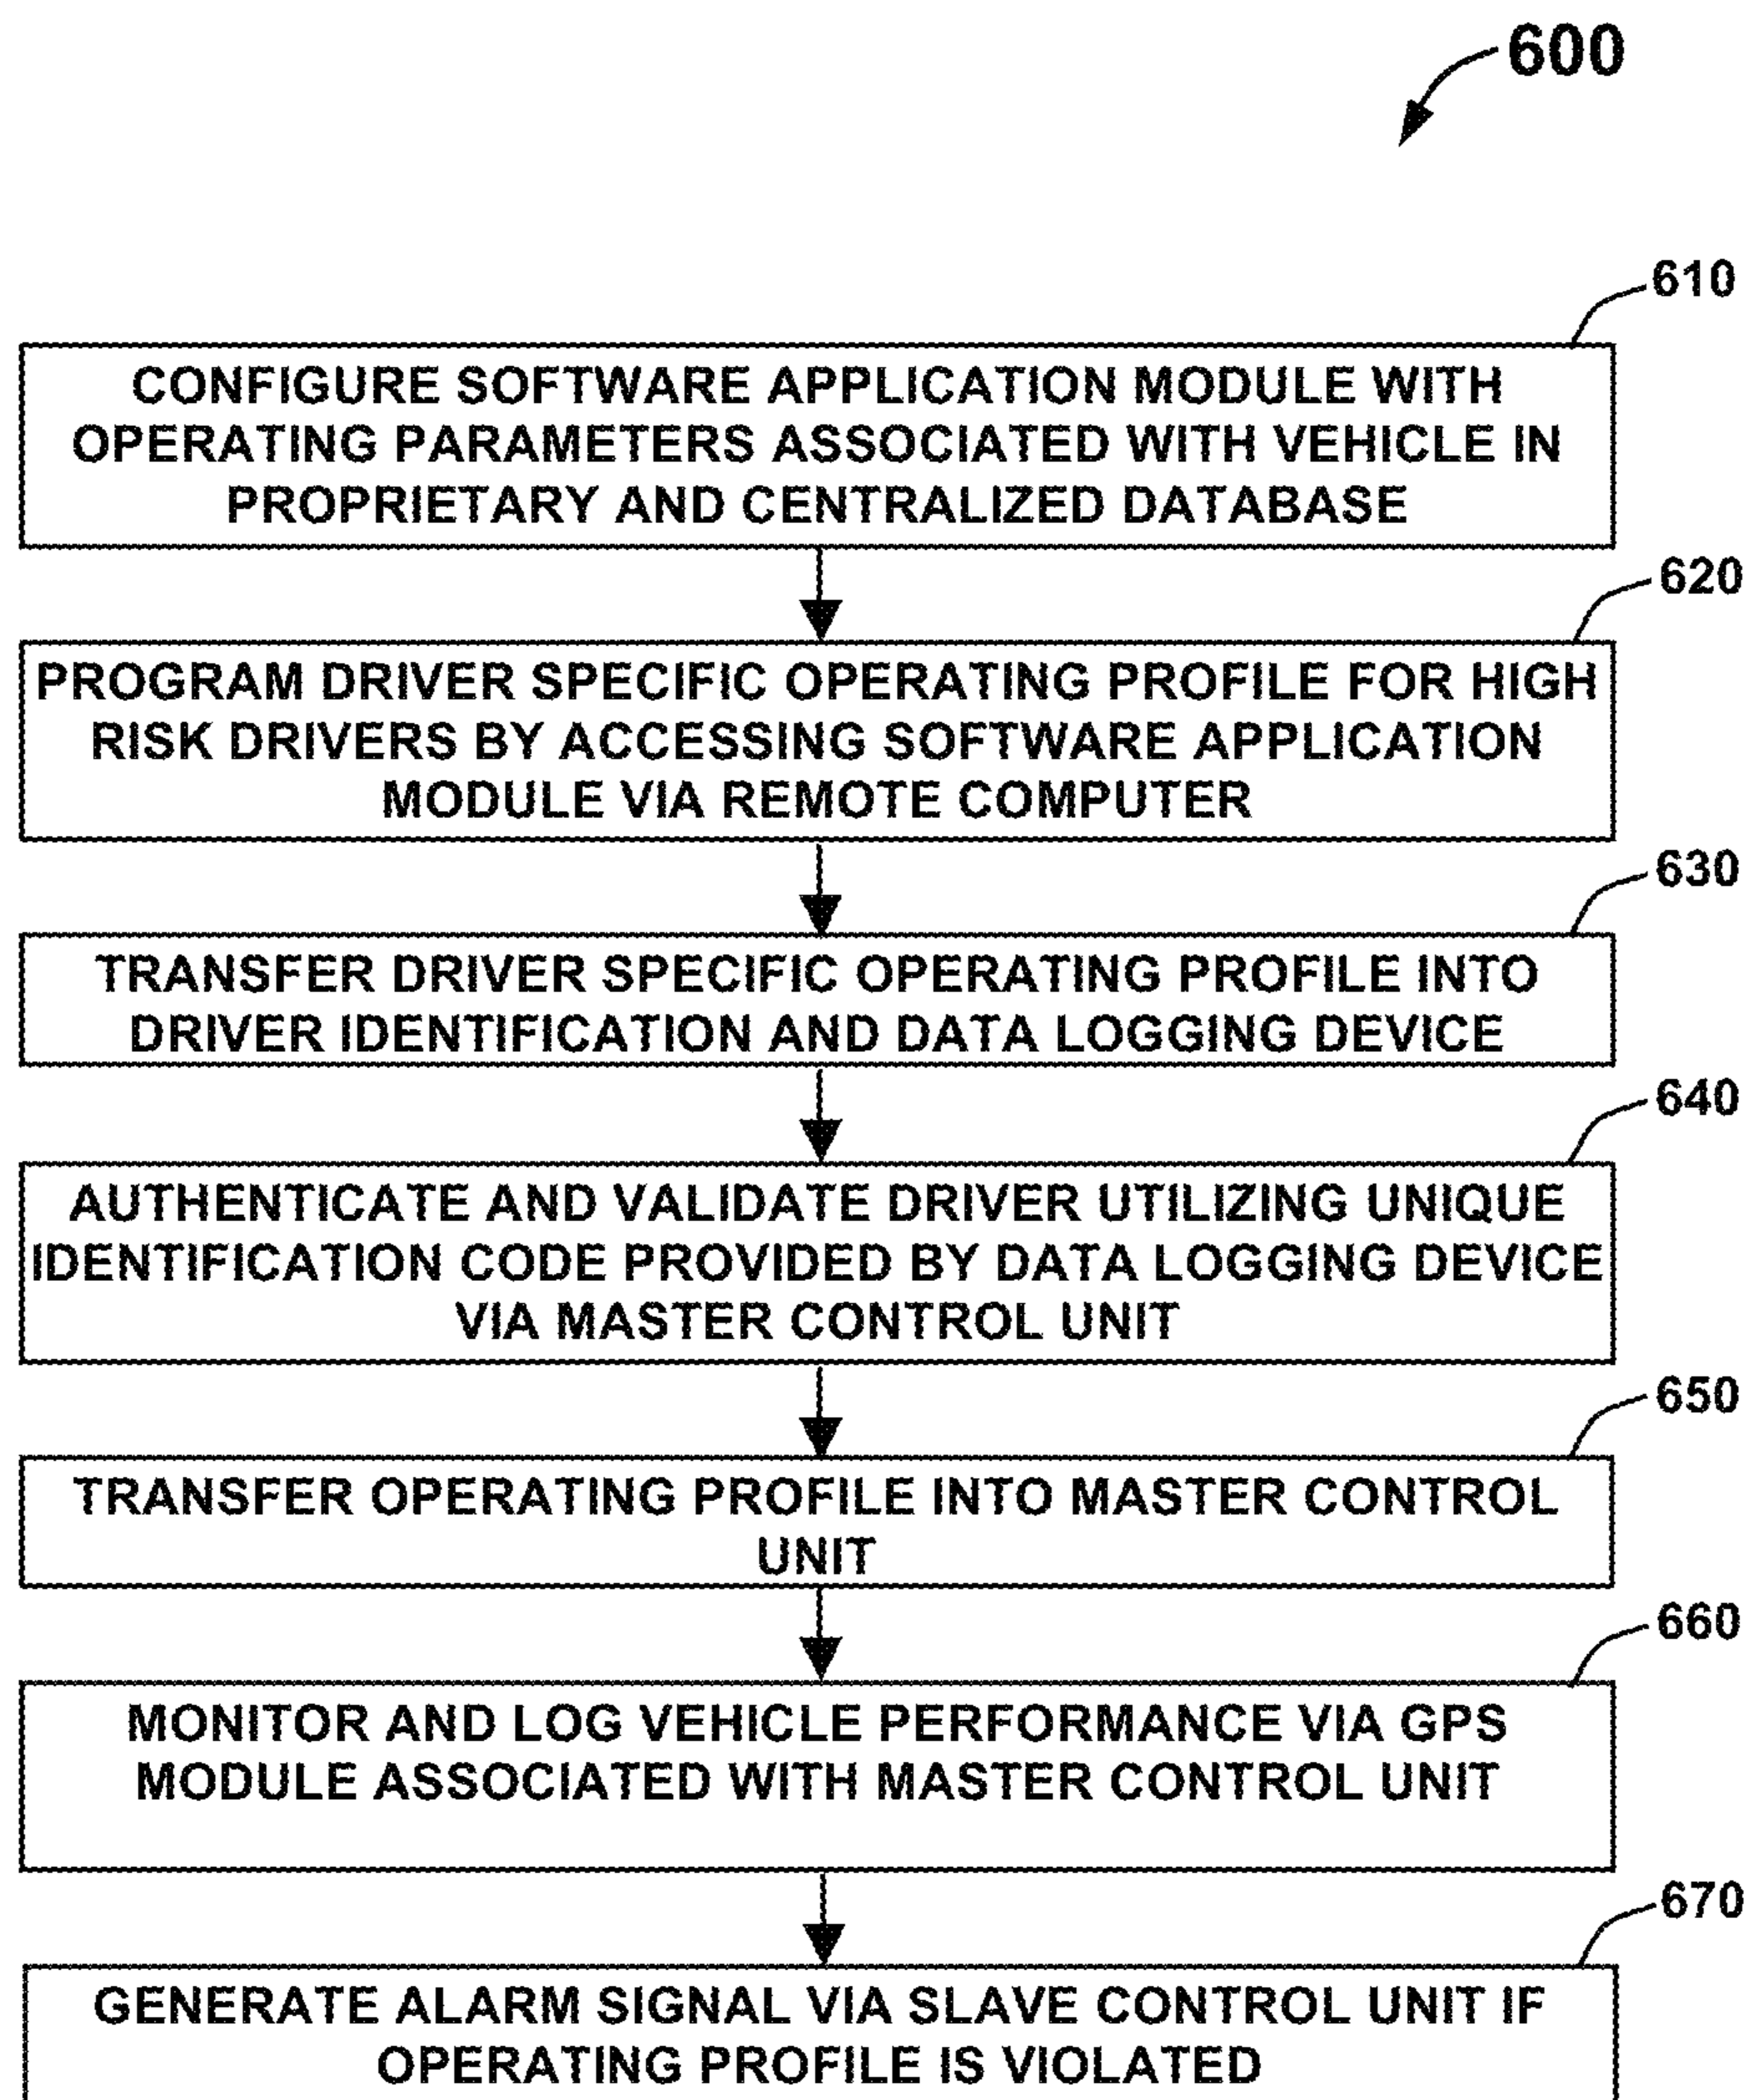 600
610
CONFIGURE SOFTWARE APPLICATION MODULE WITH
OPERATING PARAMETERS ASSOCIATED WITH VEHICLE IN
PROPRIETARY AND CENTRALIZED DATABASE
620
PROGRAM DRIVER SPECIFIC OPERATING PROFILE FOR HIGH
RISK DRIVERS BY ACCESSING SOFTWARE APPLICATION
MODULE VIA REMOTE COMPUTER
630
TRANSFER DRIVER SPECIFIC OPERATING PROFILE INTO
DRIVER IDENTIFICATION AND DATA LOGGING DEVICE
640
AUTHENTICATE AND VALIDATE DRIVER UTILIZING UNIQUE
IDENTIFICATION CODE PROVIDED BY DATA LOGGING DEVICE
VIA MASTER CONTROL UNIT
650
TRANSFER OPERATING PROFILE INTO MASTER CONTROL
UNIT
660
MONITOR AND LOG VEHICLE PERFORMANCE VIA GPS
MODULE ASSOCIATED WITH MASTER CONTROL UNIT
670
GENERATE ALARM SIGNAL VIA SLAVE CONTROL UNIT IF
OPERATING PROFILE IS VIOLATED